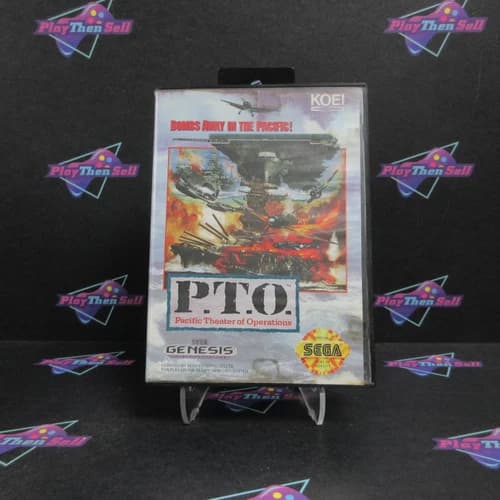 PlayThenSell
PlayThenSell
PlayThenSell
KOEI
BOMBS AWAY IN THE PACIFIC!
PlayThenSell
PlayThenSell
PlayThenSell
PlayThenSell
P.T.O.
Pacific Theater of Operations
SEGA
GENESIS
SEGA
PlayThenSell
PlayThenSell
PlayThenSell
PlayThenSell